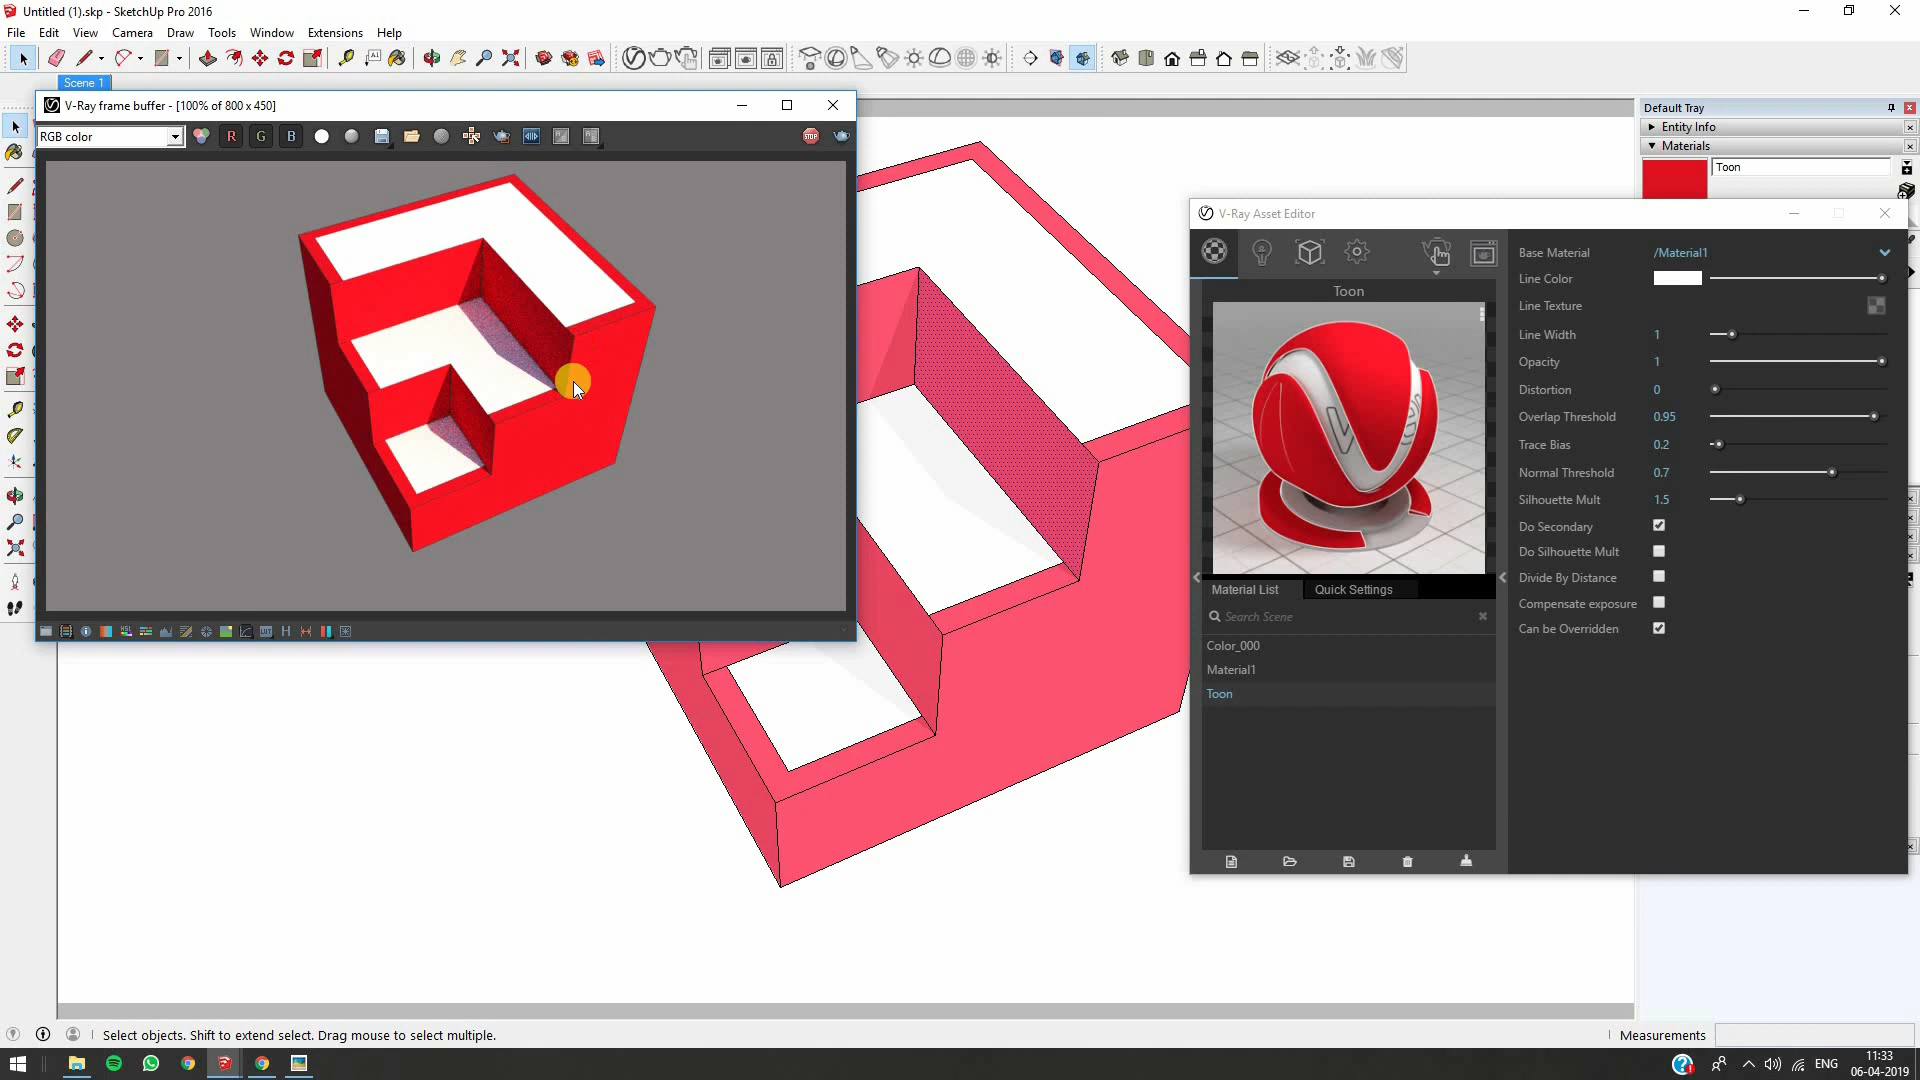 Untitled (1).skp - SketchUp Pro 2016
File Edit View Camera Draw Tools Window Extensions Help
Scene 1
V-Ray frame buffer - [100% of 800 x 450]
RGB color
R G B
STOP
Default Tray
Entity Info
Materials
Toon
V-Ray Asset Editor
Toon
Material List
Quick Settings
Search Scene
Color_000
Material1
Toon
Base Material /Material1
Line Color
Line Texture
Line Width 1
Opacity 1
Distortion 0
Overlap Threshold 0.95
Trace Bias 0.2
Normal Threshold 0.7
Silhouette Mult 1.5
Do Secondary
Do Silhouette Mult
Divide By Distance
Compensate exposure
Can be Overridden
Select objects. Shift to extend select. Drag mouse to select multiple.
Measurements
ENG
11:33
06-04-2019